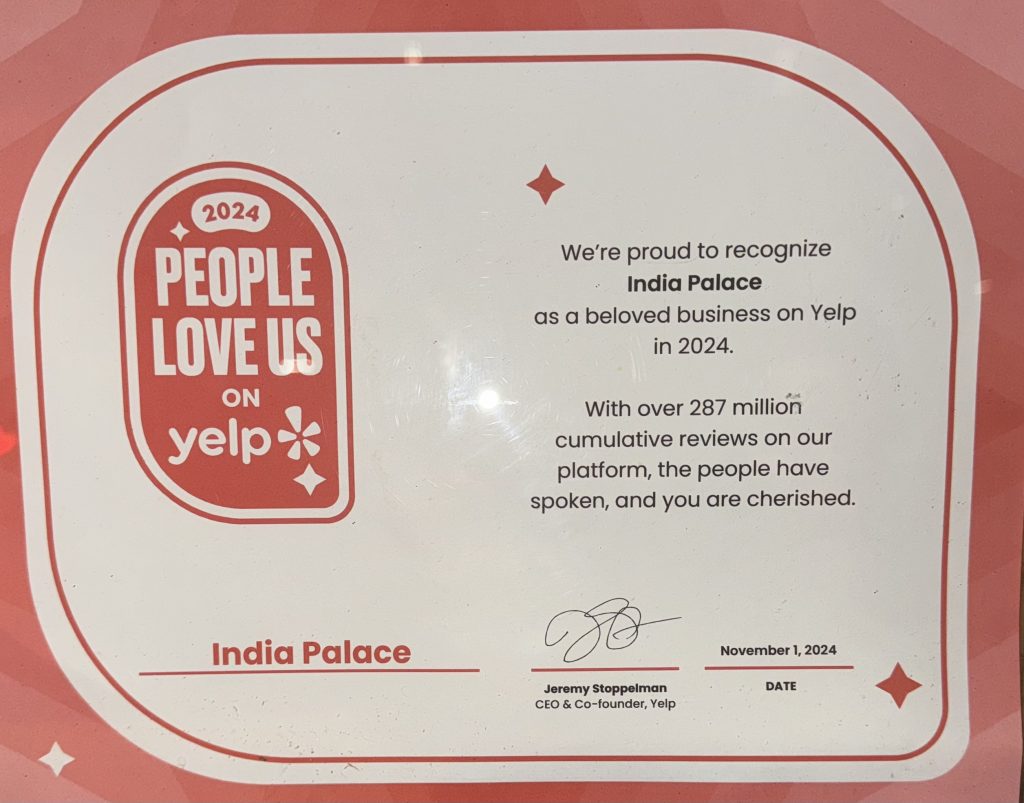 2024
PEOPLE
LOVE US
ON
yelp
We’re proud to recognize
India Palace
as a beloved business on Yelp
in 2024.
With over 287 million
cumulative reviews on our
platform, the people have
spoken, and you are cherished.
India Palace
Jeremy Stoppelman
CEO & Co-founder, Yelp
November 1, 2024
DATE